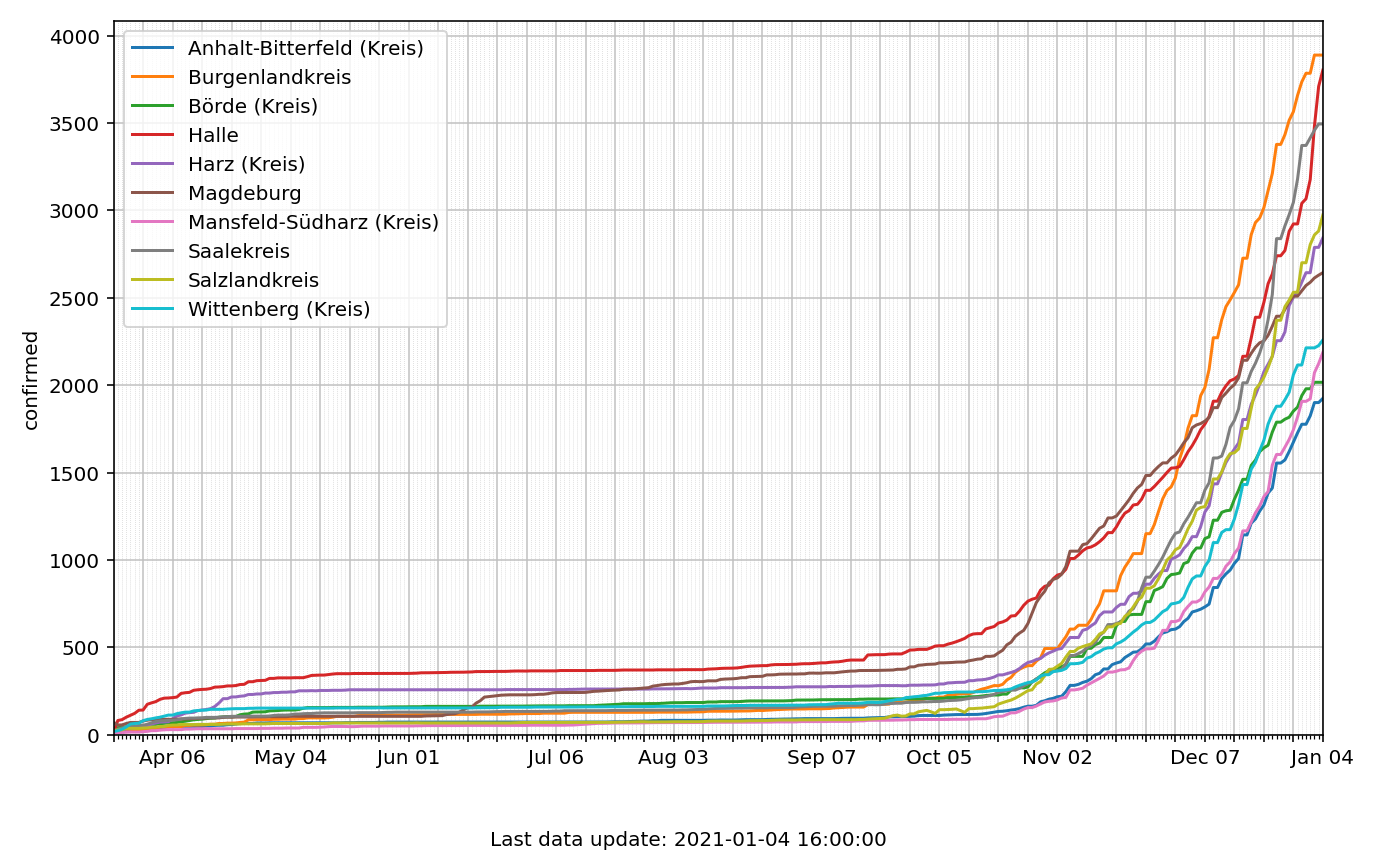 4000
3500
3000
2500
2000
1500
1000
500
0
confirmed
Anhalt-Bitterfeld (Kreis)
Burgenlandkreis
Börde (Kreis)
Halle
Harz (Kreis)
Magdeburg
Mansfeld-Südharz (Kreis)
Saalekreis
Salzlandkreis
Wittenberg (Kreis)
Apr 06 May 04 Jun 01 Jul 06 Aug 03 Sep 07 Oct 05 Nov 02 Dec 07 Jan 04
Last data update: 2021-01-04 16:00:00